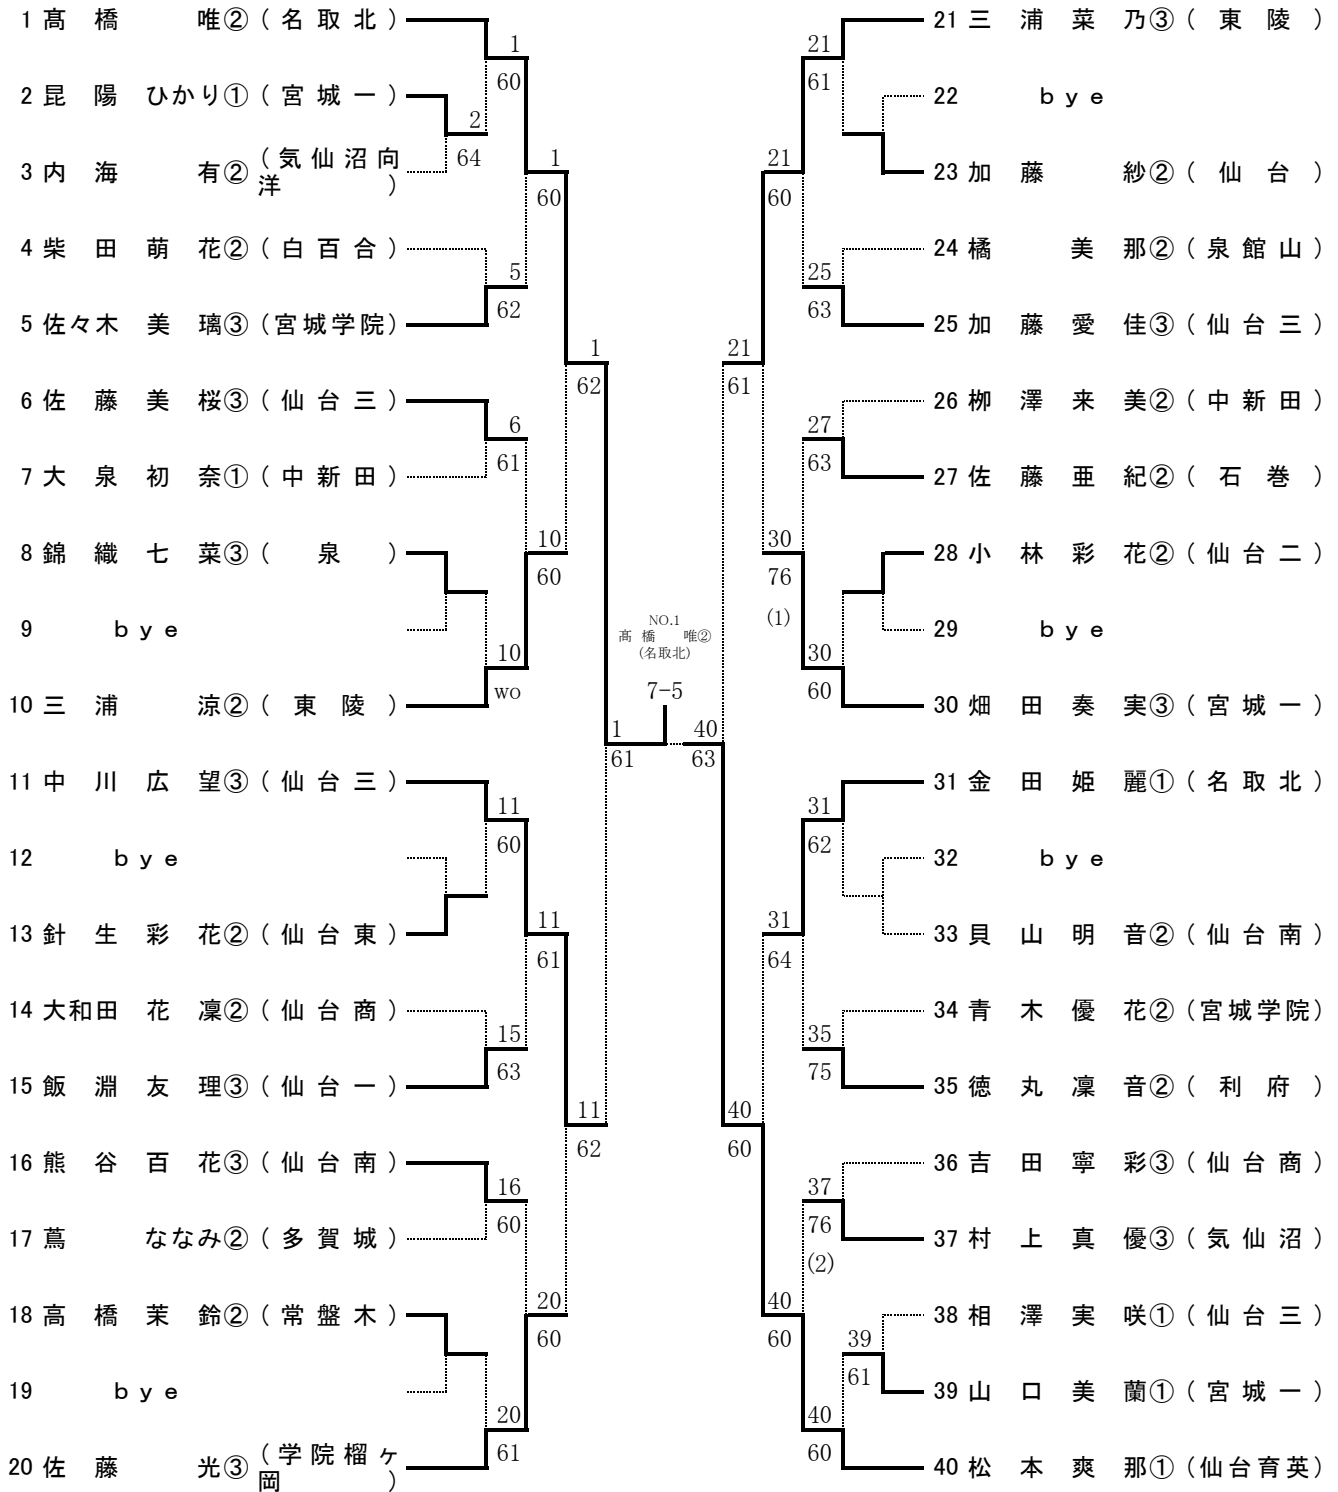 1 髙橋 唯② (名取北)
1
60
2 昆陽 ひかり① (宮城一)
2
64
3 内海 有② (気仙沼向洋)
1
60
4 柴田 萌花② (白百合)
5
62
5 佐々木 美璃③ (宮城学院)
1
62
6 佐藤 美桜③ (仙台三)
6
61
7 大泉 初奈① (中新田)
10
60
8 錦織 七菜③ (泉)
9 bye
10
wo
10 三浦 涼② (東陵)
11 中川 広望③ (仙台三)
11
60
12 bye
13 針生 彩花② (仙台東)
11
61
14 大和田 花凜② (仙台商)
15
63
15 飯淵 友理③ (仙台一)
11
62
16 熊谷 百花③ (仙台南)
16
60
17 蔦 ななみ② (多賀城)
18 高橋 茉鈴② (常盤木)
20
60
19 bye
20
61
20 佐藤 光③ (学院榴ヶ岡)
NO.1
髙橋 唯②
(名取北)
7-5
1
61
40
63
21 三浦 菜乃③ (東陵)
21
61
22 bye
23 加藤 紗② (仙台)
21
60
24 橘 美那② (泉館山)
25
63
25 加藤 愛佳③ (仙台三)
21
61
26 栁澤 来美② (中新田)
27
63
27 佐藤 亜紀② (石巻)
30
76
(1)
28 小林 彩花② (仙台二)
29 bye
30
60
30 畑田 奏実③ (宮城一)
31 金田 姫麗① (名取北)
31
62
32 bye
33 貝山 明音② (仙台南)
31
64
34 青木 優花② (宮城学院)
35
75
35 徳丸 凜音② (利府)
40
60
36 吉田 寧彩③ (仙台商)
37
76
(2)
37 村上 真優③ (気仙沼)
40
60
38 相澤 実咲① (仙台三)
39
61
39 山口 美蘭① (宮城一)
40
60
40 松本 爽那① (仙台育英)